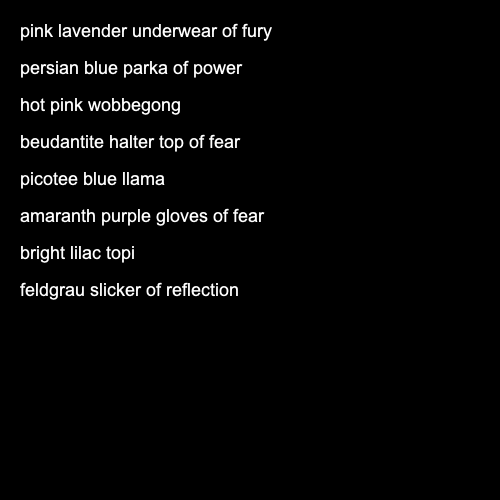 pink lavender underwear of fury
persian blue parka of power
hot pink wobbegong
beudantite halter top of fear
picotee blue llama
amaranth purple gloves of fear
bright lilac topi
feldgrau slicker of reflection